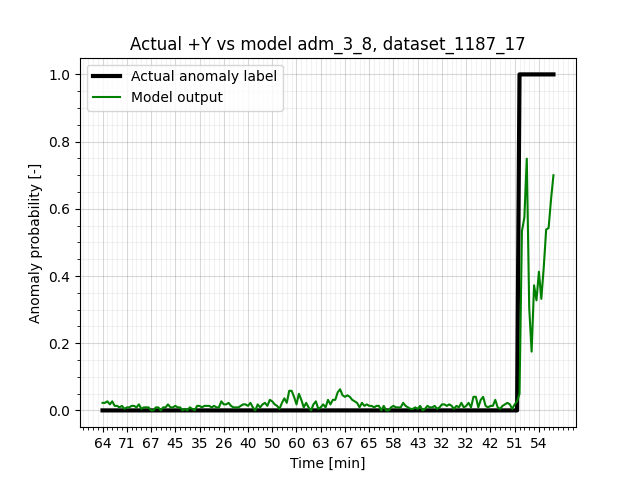 Actual +Y vs model adm_3_8, dataset_1187_17
Actual anomaly label
Model output
Anomaly probability [-]
1.0
0.8
0.6
0.4
0.2
0.0
64 71 67 45 35 26 40 50 60 63 67 65 58 43 32 32 42 51 54
Time [min]